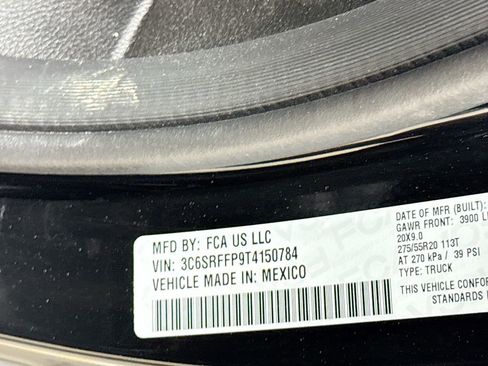 MFD BY: FCA US LLC
VIN: 3C6SRFFP9T4150784
VEHICLE MADE IN: MEXICO
DATE OF MFR (BUILT):
GAWR FRONT: 3900 L
20X9.0
275/55R20 113T
AT 270 kPa / 39 PSI
TYPE: TRUCK
THIS VEHICLE CONFOR
STANDARDS